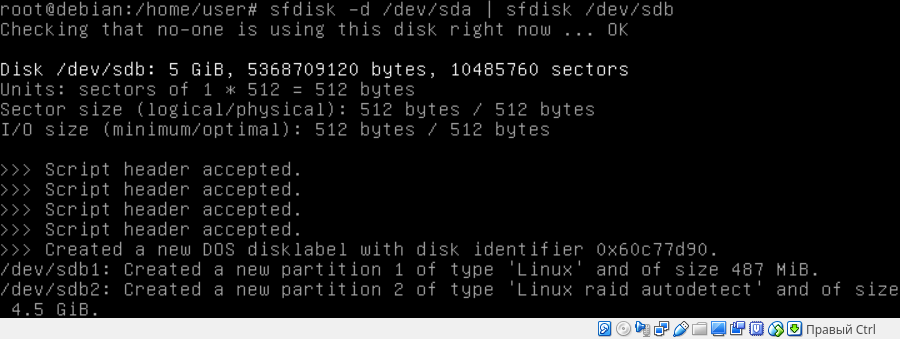 root@debian:/home/user# sfdisk -d /dev/sda | sfdisk /dev/sdb
Checking that no-one is using this disk right now ... OK
Disk /dev/sdb: 5 GiB, 5368709120 bytes, 10485760 sectors
Units: sectors of 1 * 512 = 512 bytes
Sector size (logical/physical): 512 bytes / 512 bytes
I/O size (minimum/optimal): 512 bytes / 512 bytes
>>> Script header accepted.
>>> Script header accepted.
>>> Script header accepted.
>>> Script header accepted.
>>> Created a new DOS disklabel with disk identifier 0x60c77d90.
/dev/sdb1: Created a new partition 1 of type 'Linux' and of size 487 MiB.
/dev/sdb2: Created a new partition 2 of type 'Linux raid autodetect' and of size
4.5 GiB.
Правый Ctrl